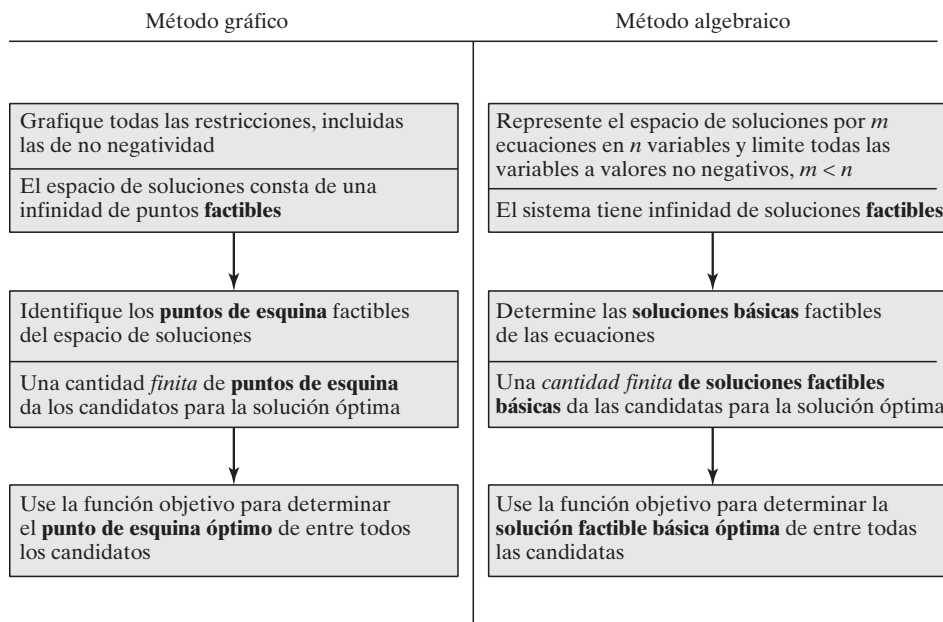 Método gráfico
Grafique todas las restricciones, incluidas
las de no negatividad
El espacio de soluciones consta de una
infinidad de puntos factibles
Identifique los puntos de esquina factibles
del espacio de soluciones
Una cantidad finita de puntos de esquina
da los candidatos para la solución óptima
Use la función objetivo para determinar
el punto de esquina óptimo de entre todos
los candidatos
Método algebraico
Represente el espacio de soluciones por m
ecuaciones en n variables y limite todas las
variables a valores no negativos, m < n
El sistema tiene infinidad de soluciones factibles
Determine las soluciones básicas factibles
de las ecuaciones
Una cantidad finita de soluciones factibles
básicas da las candidatas para la solución óptima
Use la función objetivo para determinar la
solución factible básica óptima de entre todas
las candidatas